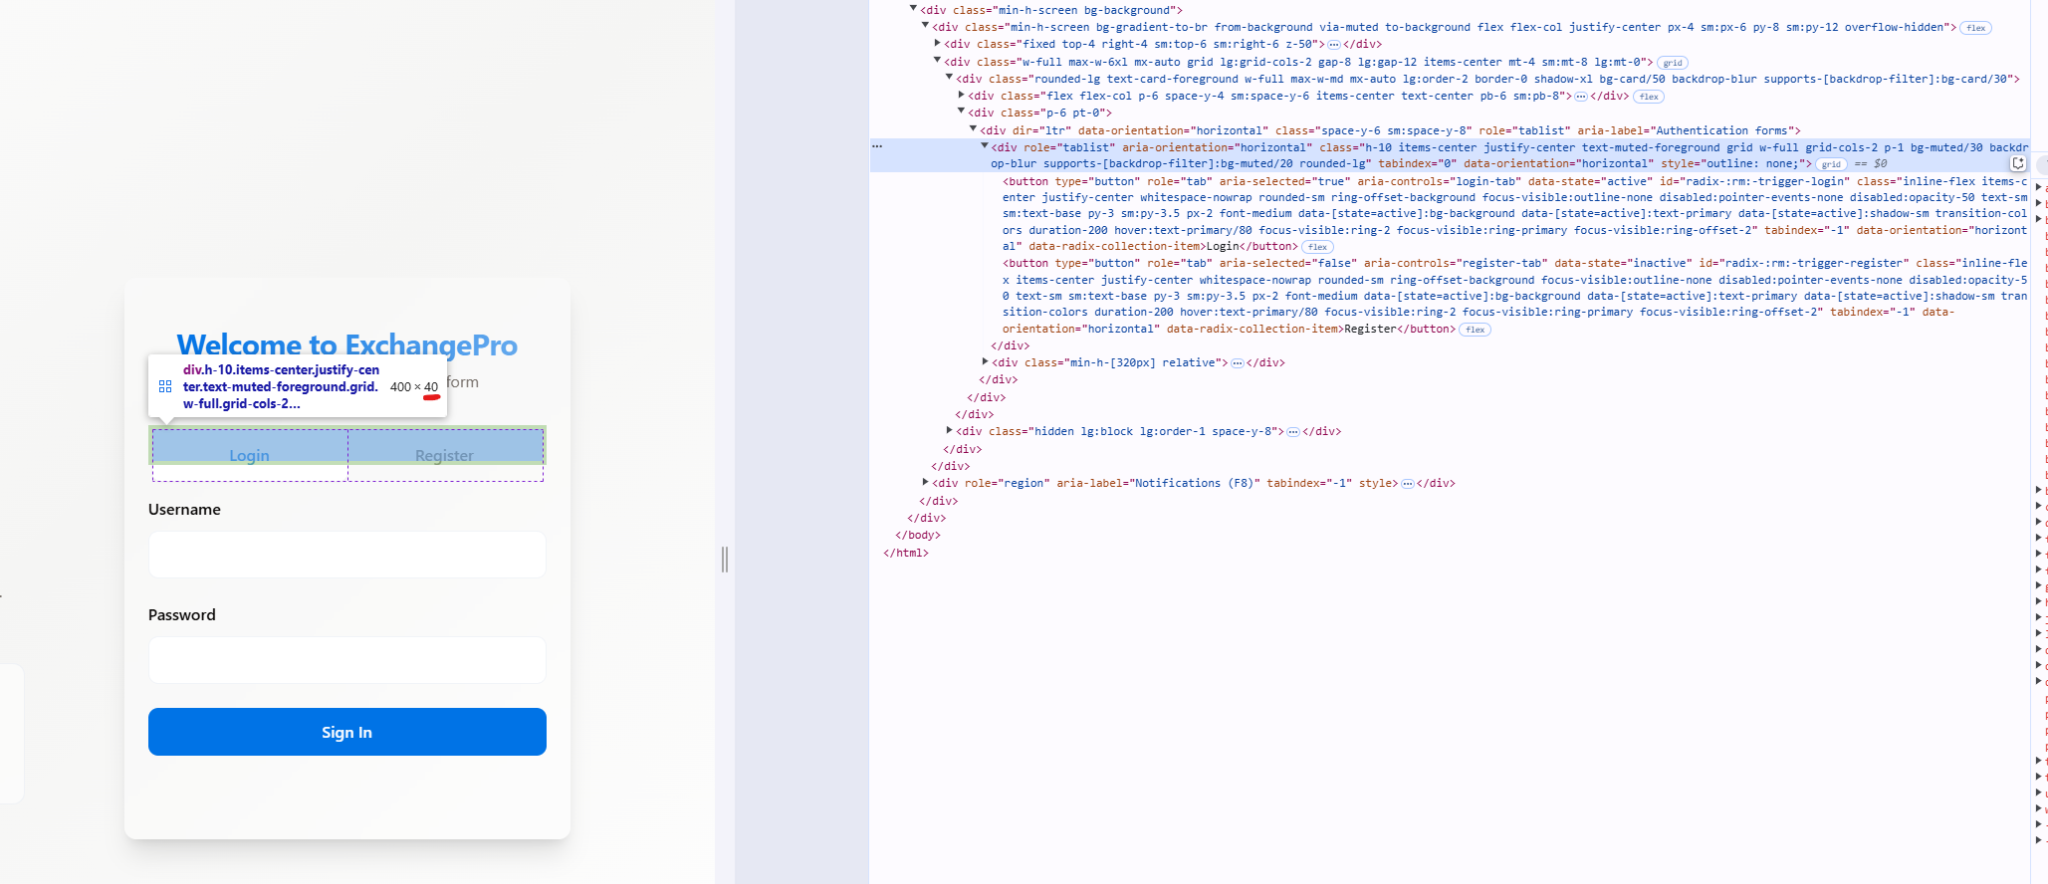 Welcome to ExchangePro
div.h-10.items-center.justify-cen
ter.text-muted-foreground.grid.
w-full.grid-cols-2...
400 × 40
form
Login
Register
Username
Password
Sign In
<div class="min-h-screen bg-background">
<div class="min-h-screen bg-gradient-to-br from-background via-muted to-background flex flex-col justify-center px-4 sm:px-6 py-8 sm:py-12 overflow-hidden"> flex
<div class="fixed top-4 right-4 sm:top-6 sm:right-6 z-50"> ⋯ </div>
<div class="w-full max-w-6xl mx-auto grid lg:grid-cols-2 gap-8 lg:gap-12 items-center mt-4 sm:mt-8 lg:mt-0"> grid
<div class="rounded-lg text-card-foreground w-full max-w-md mx-auto lg:order-2 border-0 shadow-xl bg-card/50 backdrop-blur supports-[backdrop-filter]:bg-card/30">
<div class="flex flex-col p-6 space-y-4 sm:space-y-6 items-center text-center pb-6 sm:pb-8"> ⋯ </div> flex
<div class="p-6 pt-0">
<div dir="ltr" data-orientation="horizontal" class="space-y-6 sm:space-y-8" role="tablist" aria-label="Authentication forms">
<div role="tablist" aria-orientation="horizontal" class="h-10 items-center justify-center text-muted-foreground grid w-full grid-cols-2 p-1 bg-muted/30 backdr
op-blur supports-[backdrop-filter]:bg-muted/20 rounded-lg" tabindex="0" data-orientation="horizontal" style="outline: none;"> grid == $0
<button type="button" role="tab" aria-selected="true" aria-controls="login-tab" data-state="active" id="radix-:rm:-trigger-login" class="inline-flex items-c
enter justify-center whitespace-nowrap rounded-sm ring-offset-background focus-visible:outline-none disabled:pointer-events-none disabled:opacity-50 text-sm
sm:text-base py-3 sm:py-3.5 px-2 font-medium data-[state=active]:bg-background data-[state=active]:text-primary data-[state=active]:shadow-sm transition-col
ors duration-200 hover:text-primary/80 focus-visible:ring-2 focus-visible:ring-primary focus-visible:ring-offset-2" tabindex="-1" data-orientation="horizont
al" data-radix-collection-item>Login</button> flex
<button type="button" role="tab" aria-selected="false" aria-controls="register-tab" data-state="inactive" id="radix-:rm:-trigger-register" class="inline-fle
x items-center justify-center whitespace-nowrap rounded-sm ring-offset-background focus-visible:outline-none disabled:pointer-events-none disabled:opacity-5
0 text-sm sm:text-base py-3 sm:py-3.5 px-2 font-medium data-[state=active]:bg-background data-[state=active]:text-primary data-[state=active]:shadow-sm tran
sition-colors duration-200 hover:text-primary/80 focus-visible:ring-2 focus-visible:ring-primary focus-visible:ring-offset-2" tabindex="-1" data-
orientation="horizontal" data-radix-collection-item>Register</button> flex
</div>
<div class="min-h-[320px] relative"> ⋯ </div>
</div>
</div>
</div>
<div class="hidden lg:block lg:order-1 space-y-8"> ⋯ </div>
</div>
</div>
<div role="region" aria-label="Notifications (F8)" tabindex="-1" style> ⋯ </div>
</div>
</div>
</body>
</html>